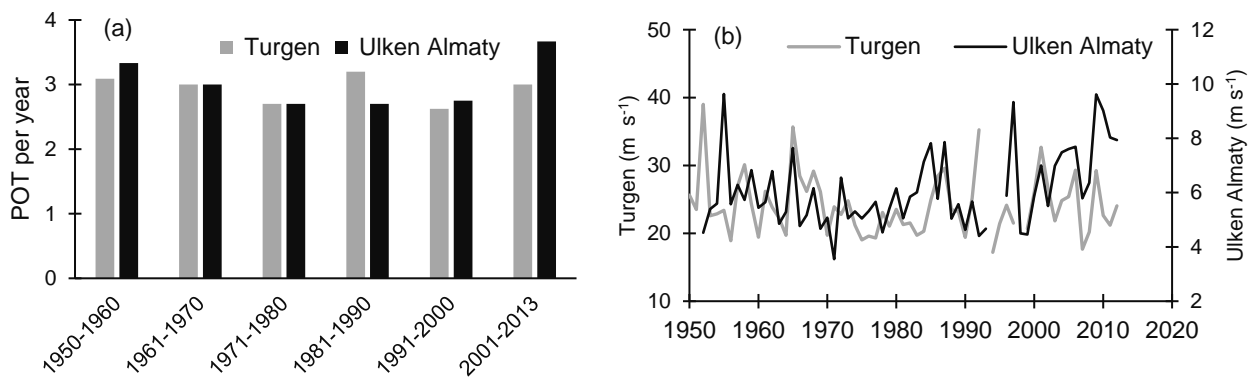 (a)
Turgen Ulken Almaty
POT per year
4
3
2
1
0
1950-1960
1961-1970
1971-1980
1981-1990
1991-2000
2001-2013
(b)
Turgen Ulken Almaty
Turgen (m s⁻¹)
50
40
30
20
10
Ulken Almaty (m s⁻¹)
12
10
8
6
4
2
1950 1960 1970 1980 1990 2000 2010 2020